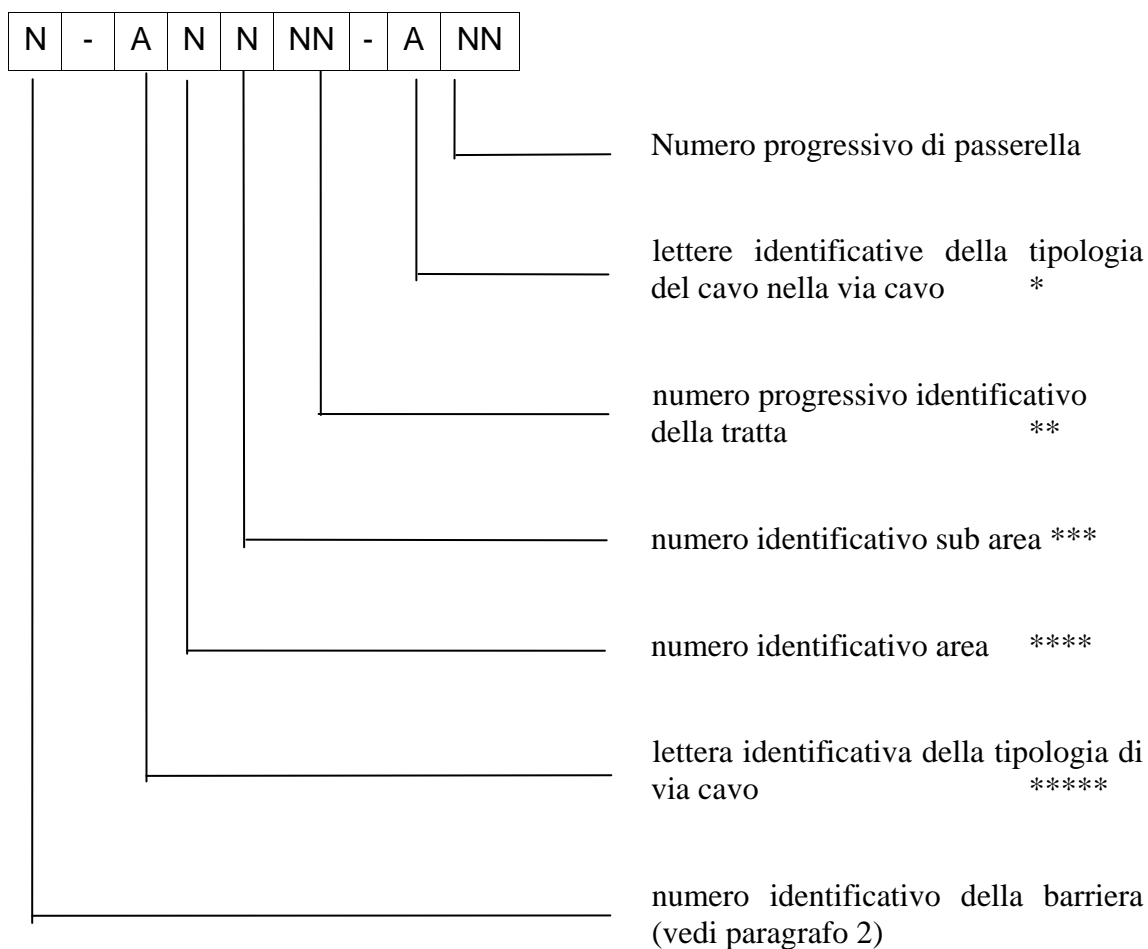 N - A N N NN - A NN
Numero progressivo di passerella
lettere identificative della tipologia
del cavo nella via cavo *
numero progressivo identificativo
della tratta **
numero identificativo sub area ***
numero identificativo area ****
lettera identificativa della tipologia di
via cavo *****
numero identificativo della barriera
(vedi paragrafo 2)